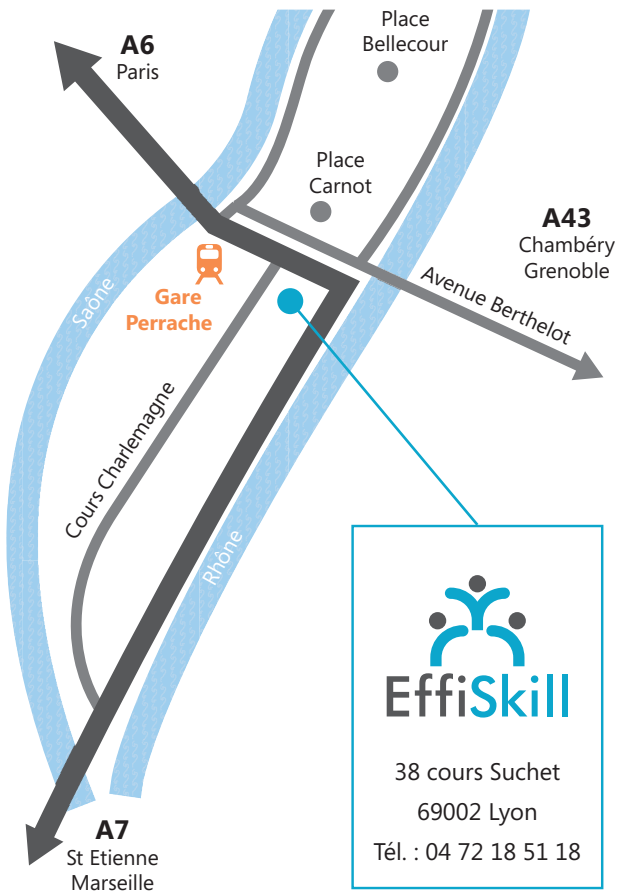 Place
Bellecour
A6
Paris
Place
Carnot
A43
Chambéry
Grenoble
Avenue Berthelot
Gare
Perrache
Saône
Cours Charlemagne
Rhône
EffiSkill
38 cours Suchet
69002 Lyon
Tél. : 04 72 18 51 18
A7
St Etienne
Marseille